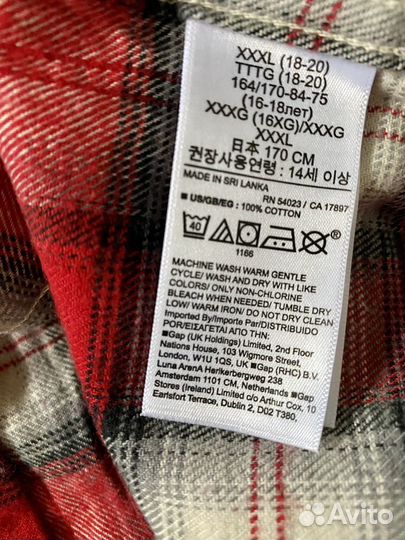 XXXL (18-20)
TTTG (18-20)
164/170-84-75
(16-18лет)
XXXG (16XG)/XXXG
XXXL
日本 170 CM
권장사용연령 : 14세 이상
MADE IN SRI LANKA
RN 54023 / CA 17897
■ US/GB/EG : 100% COTTON
40
1166
MACHINE WASH WARM GENTLE
CYCLE/ WASH AND DRY WITH LIKE
COLORS/ ONLY NON-CHLORINE
BLEACH WHEN NEEDED/ TUMBLE DRY
LOW/ WARM IRON/ DO NOT DRY CLEAN
Imported By/Importe Par/DISTRIBUIDO
POR/ΕΙΣΑΓΕΤΑΙ ΑΠΟ ΤΗΝ:
■Gap (UK Holdings) Limited, 2nd Floor
North Entrance, 103 Wigmore Street,
London, W1U 1QS, UK ■Gap (RHC) B.V.
Luna ArenA Herikerbergweg 238
Amsterdam 1101 CM, Netherlands ■Gap
Stores (Ireland) Limited c/o Arthur Cox, 10
Earlsfort Terrace, Dublin 2, D02 T380,
Avito